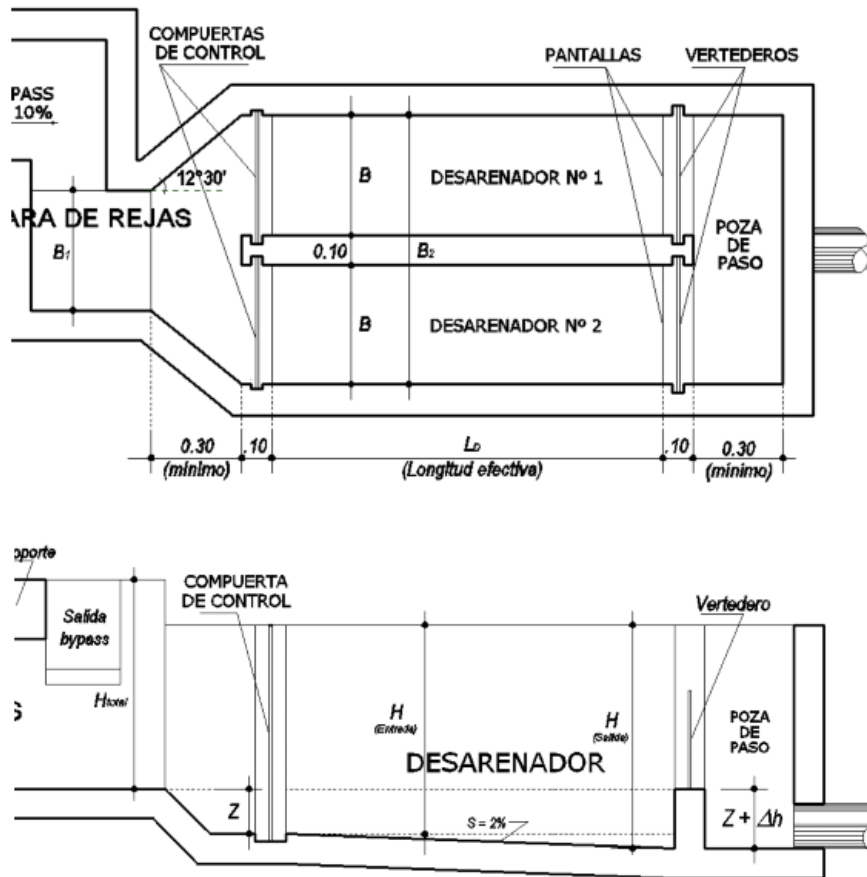 COMPUERTAS
DE CONTROL
PANTALLAS
VERTEDEROS
PASS
10%
12°30'
B
DESARENADOR Nº 1
ARA DE REJAS
B₁
0.10
B₂
POZA
DE
PASO
B
DESARENADOR Nº 2
0.30
(mínimo)
.10
L_D
(Longitud efectiva)
.10
0.30
(mínimo)
oporte
COMPUERTA
DE CONTROL
Salida
bypass
Vertedero
H total
S
H
(Entrada)
H
(Salida)
POZA
DE
PASO
DESARENADOR
Z
S = 2%
Z + Δh